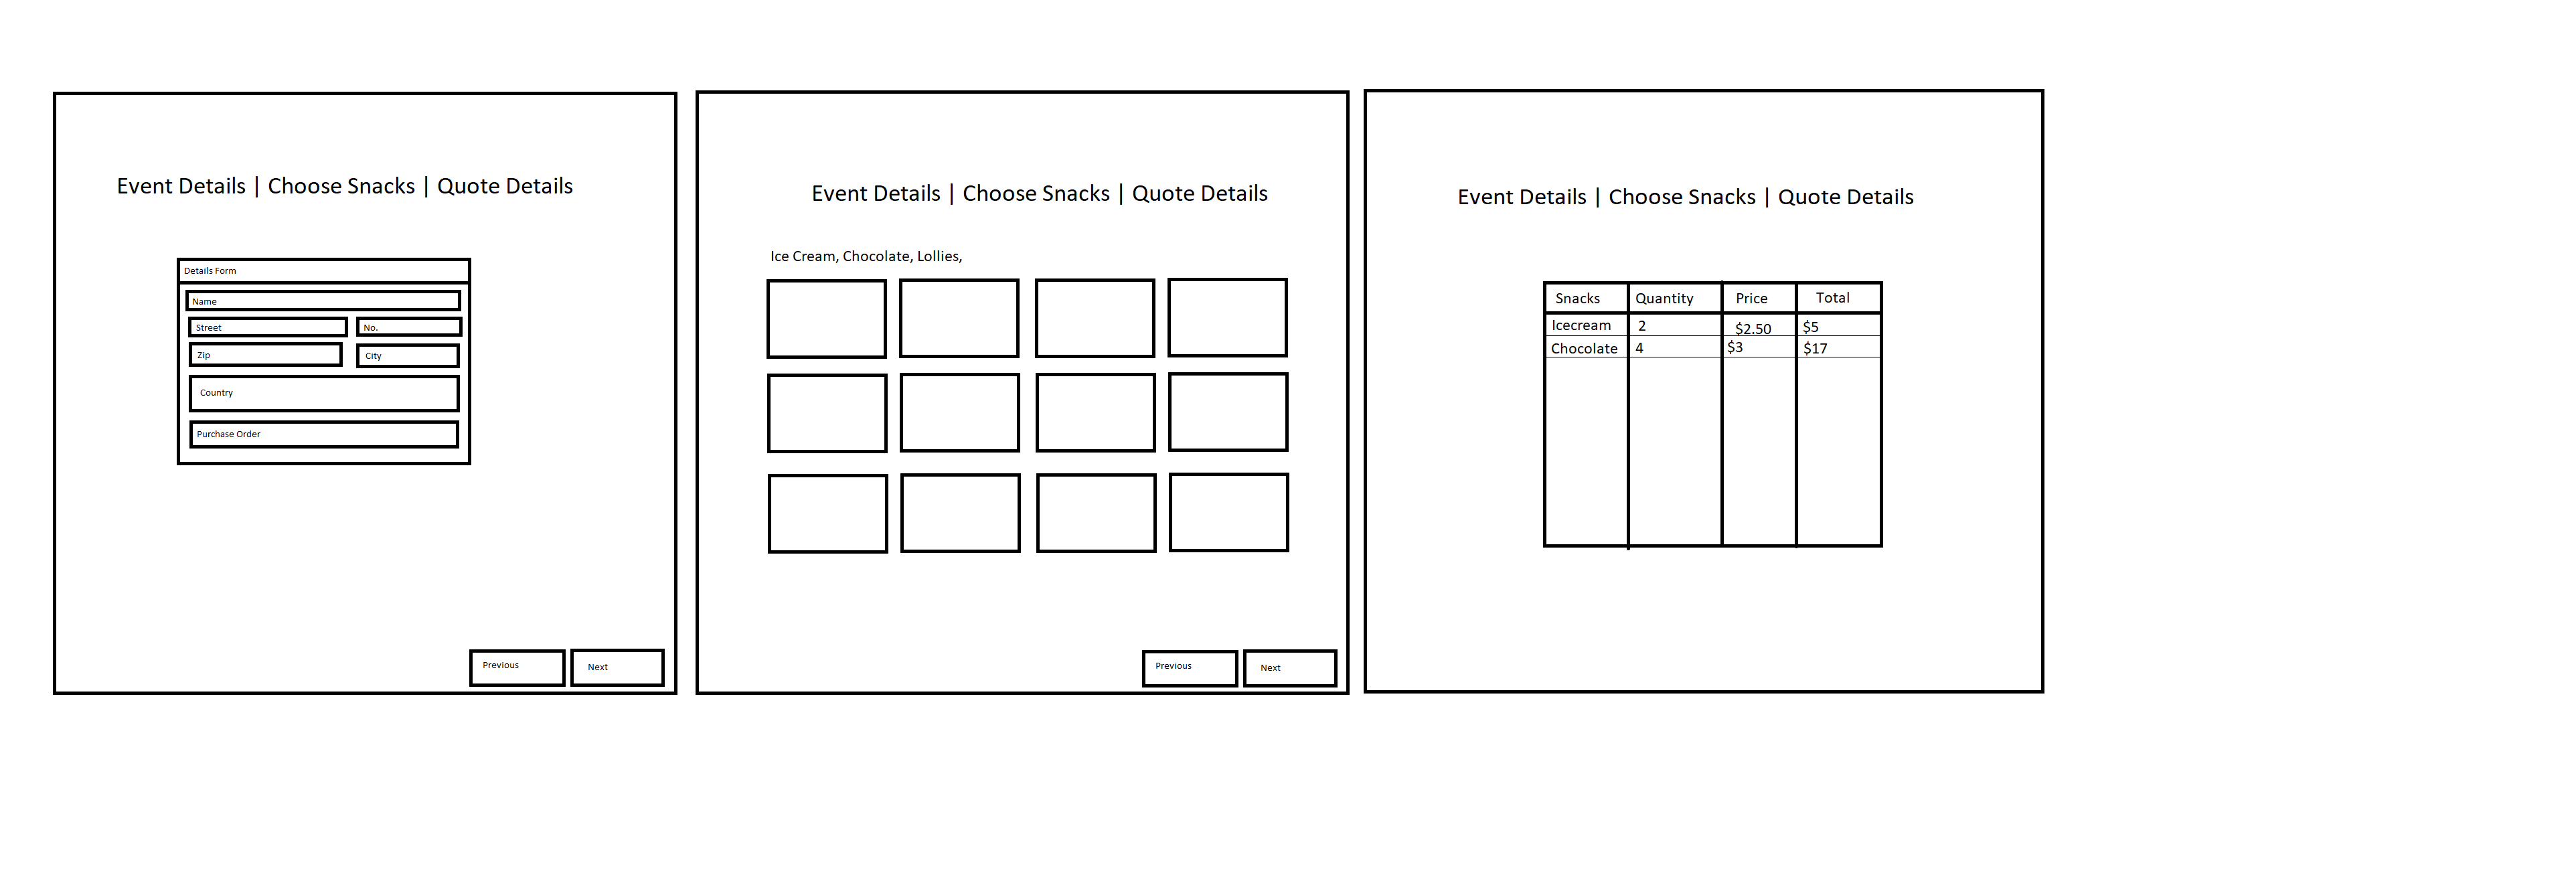 Event Details | Choose Snacks | Quote Details
Details Form
Name
Street No.
Zip City
Country
Purchase Order
Previous Next
Event Details | Choose Snacks | Quote Details
Ice Cream, Chocolate, Lollies,
Previous Next
Event Details | Choose Snacks | Quote Details
Snacks Quantity Price Total
Icecream 2 $2.50 $5
Chocolate 4 $3 $17